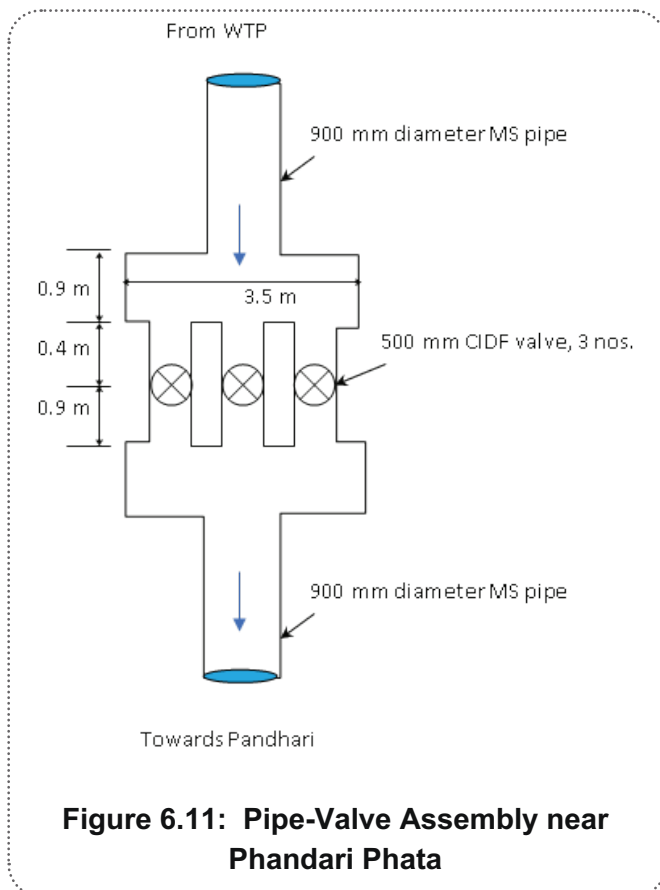 From WTP
900 mm diameter MS pipe
0.9 m
3.5 m
0.4 m
500 mm CIDF valve, 3 nos.
0.9 m
900 mm diameter MS pipe
Towards Pandhari
Figure 6.11: Pipe-Valve Assembly near
Phandari Phata